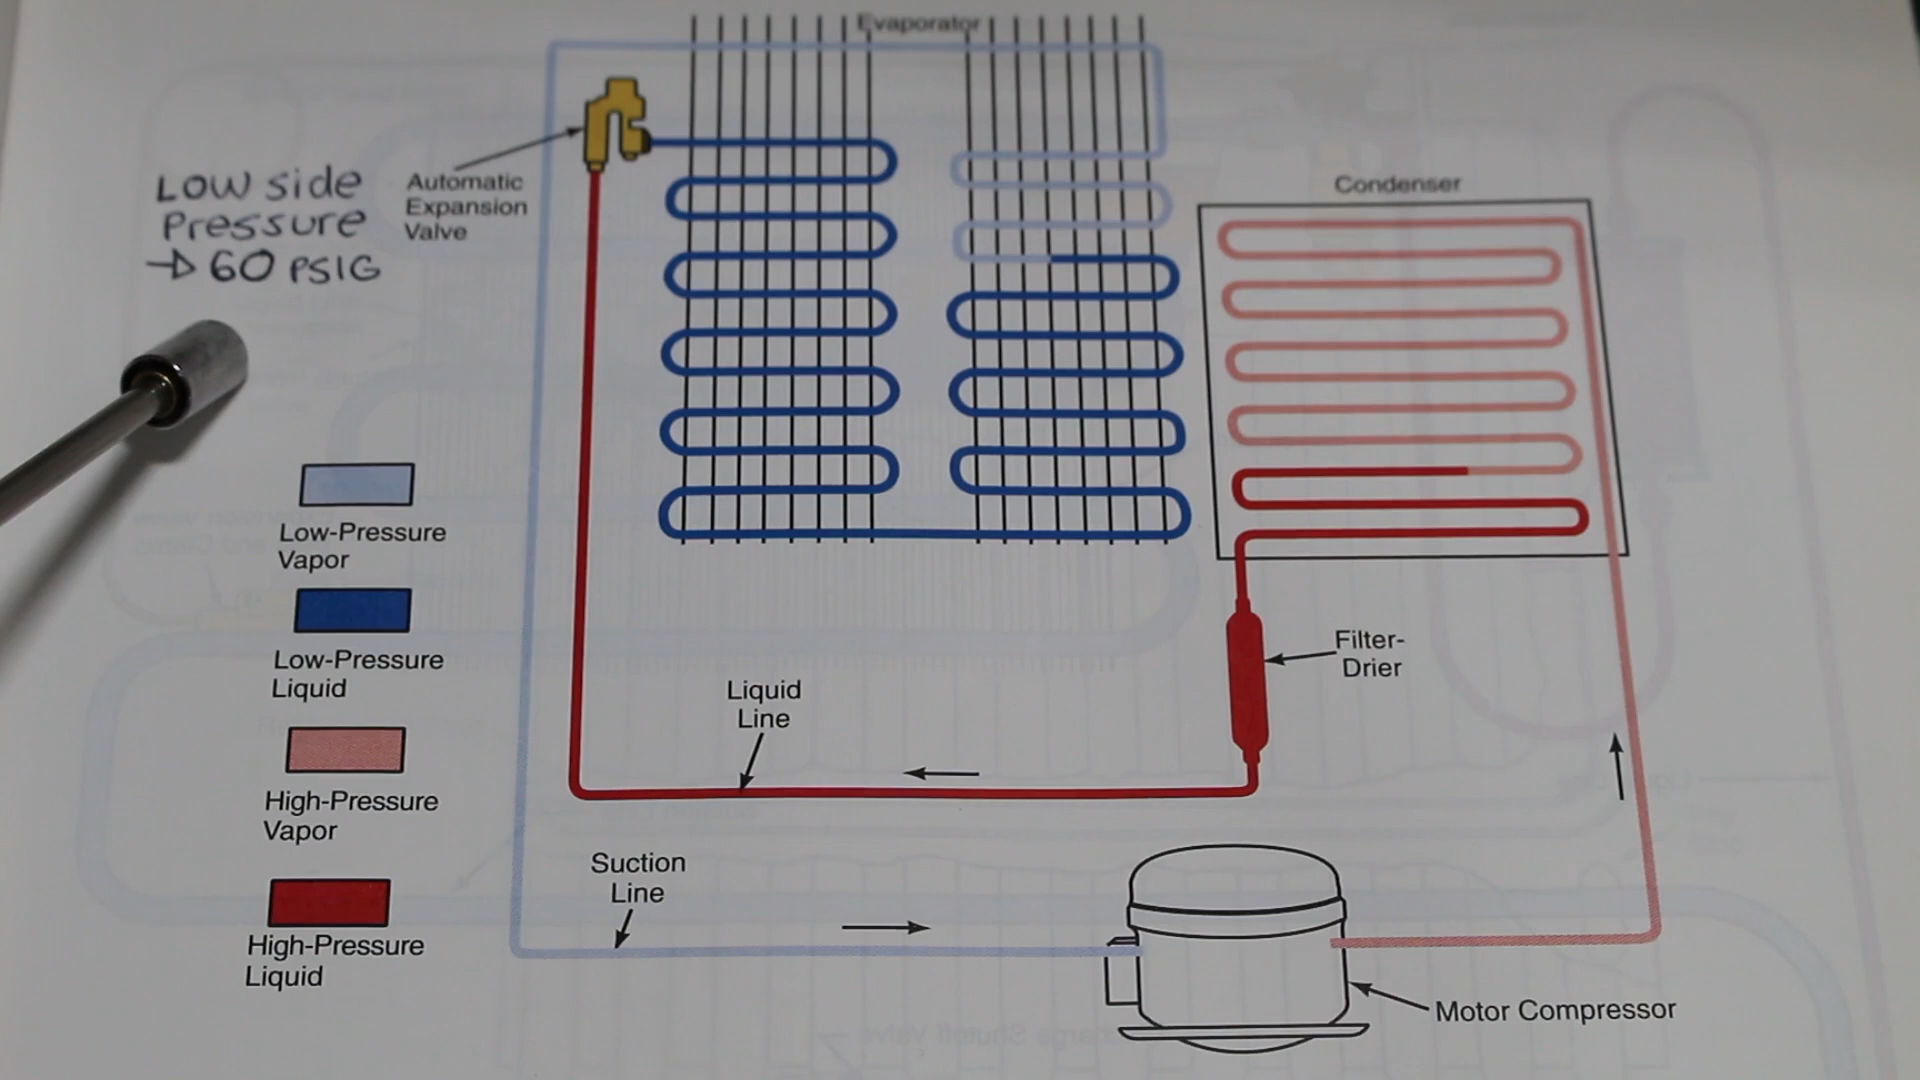 Evaporator
LOW side
Pressure
→ 60 PSIG
Automatic
Expansion
Valve
Condenser
Low-Pressure
Vapor
Low-Pressure
Liquid
High-Pressure
Vapor
High-Pressure
Liquid
Liquid
Line
Filter-
Drier
Suction
Line
Motor Compressor